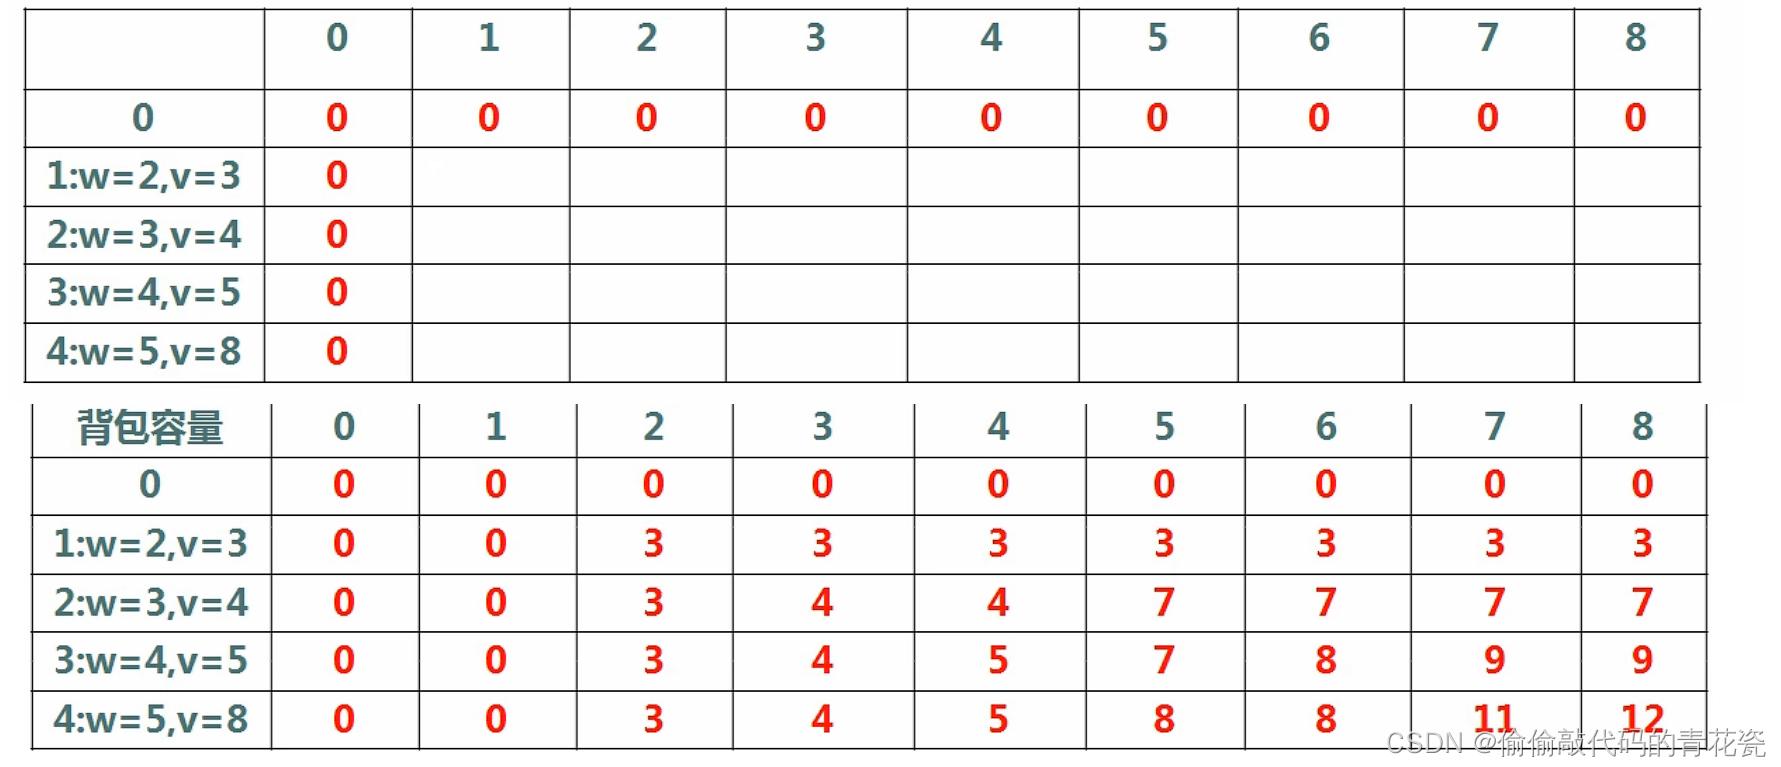 0 1 2 3 4 5 6 7 8
0 0 0 0 0 0 0 0 0 0
1:w=2,v=3 0
2:w=3,v=4 0
3:w=4,v=5 0
4:w=5,v=8 0
背包容量 0 1 2 3 4 5 6 7 8
0 0 0 0 0 0 0 0 0 0
1:w=2,v=3 0 0 3 3 3 3 3 3 3
2:w=3,v=4 0 0 3 4 4 7 7 7 7
3:w=4,v=5 0 0 3 4 5 7 8 9 9
4:w=5,v=8 0 0 3 4 5 8 8 11 12
CSDN @偷偷敲代码的青花瓷